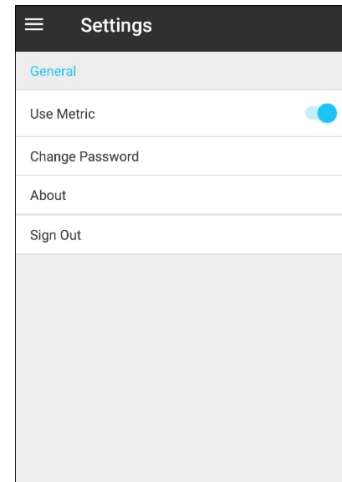 Settings
General
Use Metric
Change Password
About
Sign Out